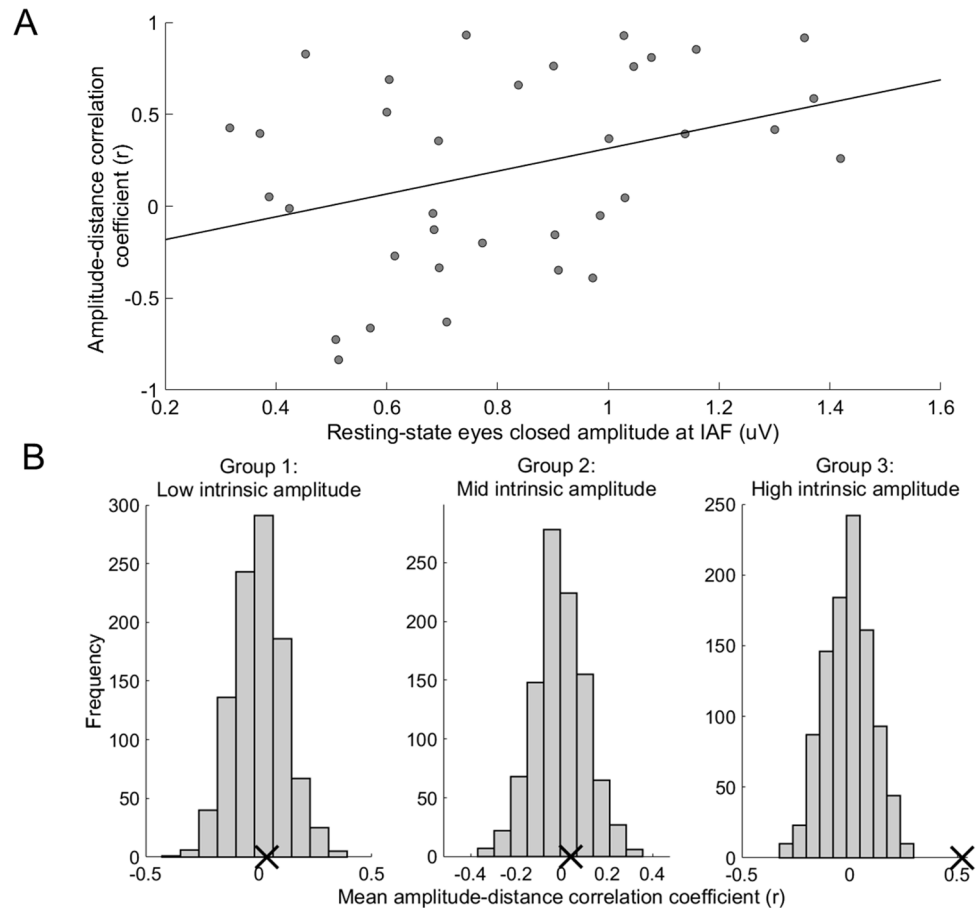 A
Amplitude-distance correlation
coefficient (r)
1
0.5
0
-0.5
-1
0.2 0.4 0.6 0.8 1 1.2 1.4 1.6
Resting-state eyes closed amplitude at IAF (uV)
B
Group 1:
Low intrinsic amplitude
Group 2:
Mid intrinsic amplitude
Group 3:
High intrinsic amplitude
Frequency
300
250
200
150
100
50
0
-0.5 0 0.5
250
200
150
100
50
0
-0.4 -0.2 0 0.2 0.4
250
200
150
100
50
0
-0.5 0 0.5
Mean amplitude-distance correlation coefficient (r)